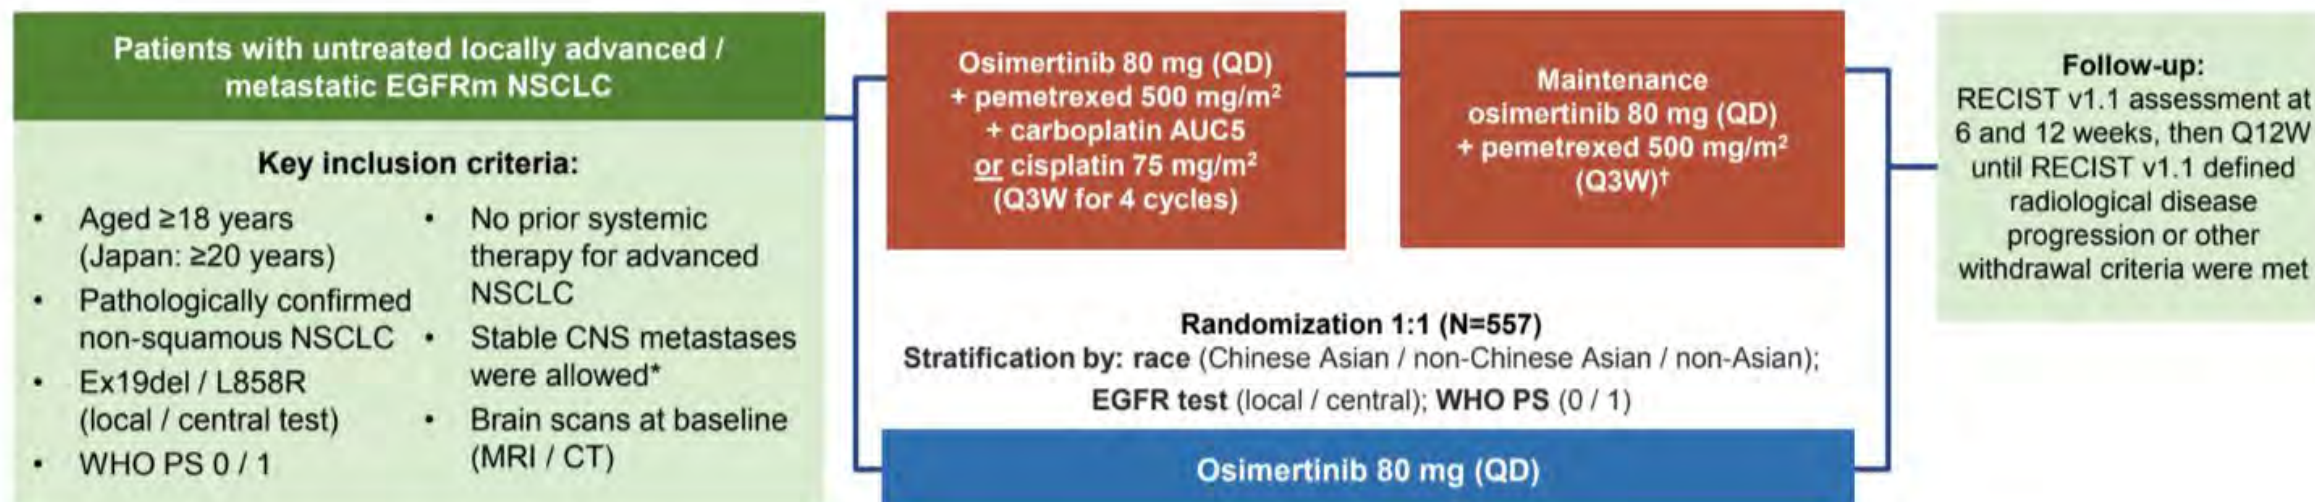 Patients with untreated locally advanced /
metastatic EGFRm NSCLC
Key inclusion criteria:
• Aged ≥18 years
(Japan: ≥20 years)
• Pathologically confirmed
non-squamous NSCLC
• Ex19del / L858R
(local / central test)
• WHO PS 0 / 1
• No prior systemic
therapy for advanced
NSCLC
• Stable CNS metastases
were allowed*
• Brain scans at baseline
(MRI / CT)
Osimertinib 80 mg (QD)
+ pemetrexed 500 mg/m²
+ carboplatin AUC5
or cisplatin 75 mg/m²
(Q3W for 4 cycles)
Maintenance
osimertinib 80 mg (QD)
+ pemetrexed 500 mg/m²
(Q3W)†
Randomization 1:1 (N=557)
Stratification by: race (Chinese Asian / non-Chinese Asian / non-Asian);
EGFR test (local / central); WHO PS (0 / 1)
Osimertinib 80 mg (QD)
Follow-up:
RECIST v1.1 assessment at
6 and 12 weeks, then Q12W
until RECIST v1.1 defined
radiological disease
progression or other
withdrawal criteria were met